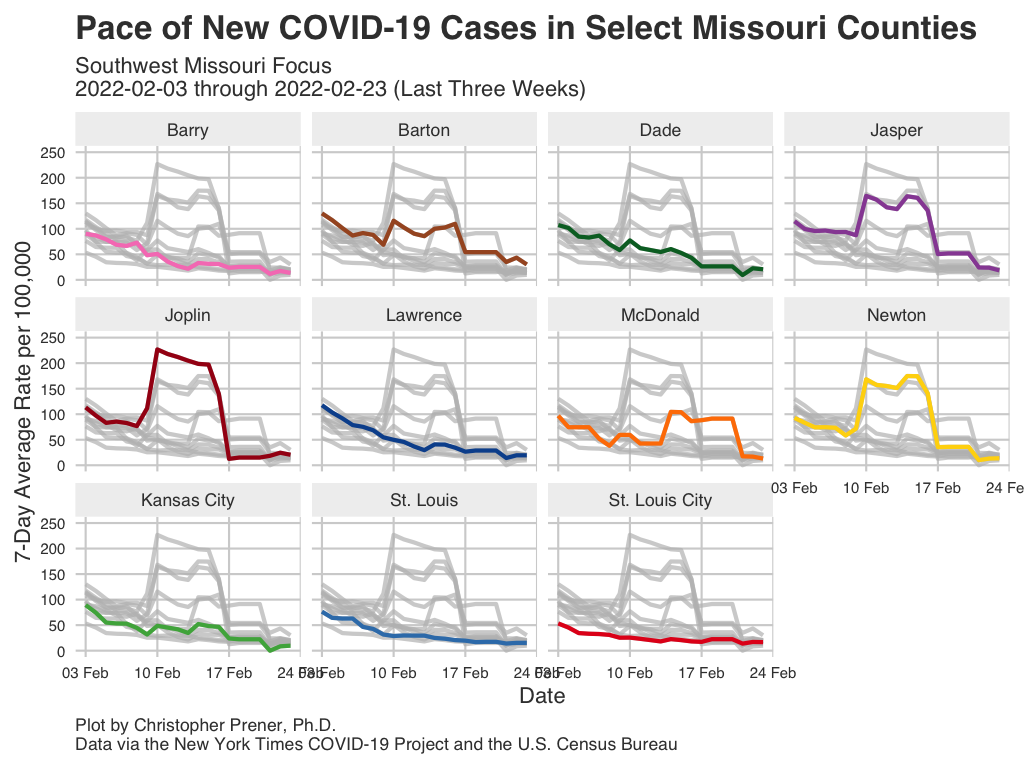 Pace of New COVID-19 Cases in Select Missouri Counties
Southwest Missouri Focus
2022-02-03 through 2022-02-23 (Last Three Weeks)
Barry Barton Dade Jasper
250
200
150
100
50
0
Joplin Lawrence McDonald Newton
250
200
150
100
50
0
03 Feb 10 Feb 17 Feb 24 Fe
Kansas City St. Louis St. Louis City
250
200
150
100
50
0
03 Feb 10 Feb 17 Feb 24 Feb 10 Feb 17 Feb 24 Feb 10 Feb 17 Feb 24 Feb
7-Day Average Rate per 100,000
Date
Plot by Christopher Prener, Ph.D.
Data via the New York Times COVID-19 Project and the U.S. Census Bureau